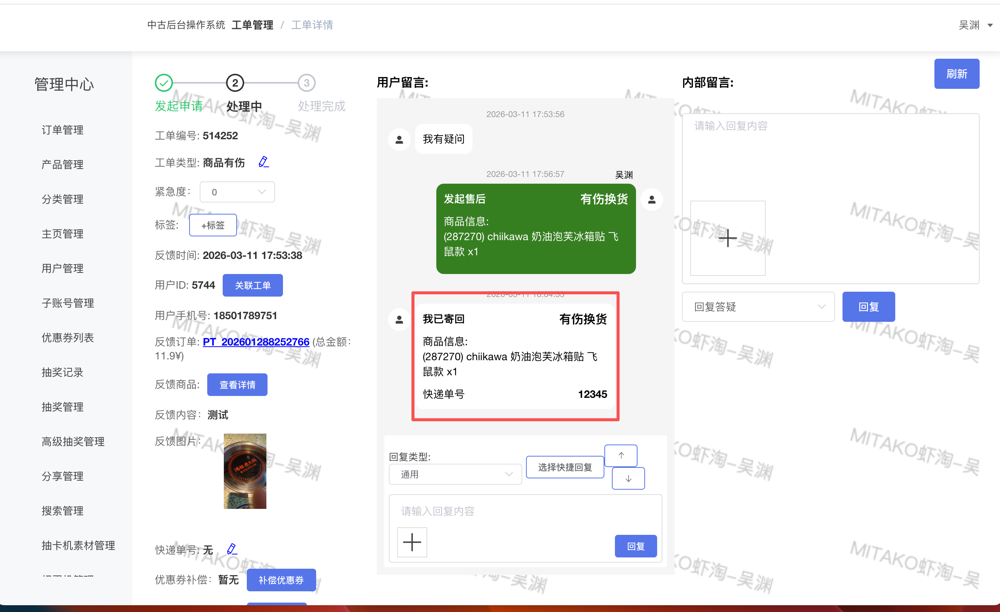 中古后台操作系统 工单管理 / 工单详情
吴渊
管理中心
订单管理
产品管理
分类管理
主页管理
用户管理
子账号管理
优惠券列表
抽奖记录
抽奖管理
高级抽奖管理
分享管理
搜索管理
抽卡机素材管理
2
3
发起申请
处理中
处理完成
工单编号: 514252
工单类型: 商品有伤
紧急度:
0
标签:
+标签
反馈时间: 2026-03-11 17:53:38
用户ID: 5744
关联工单
用户手机号: 18501789751
反馈订单: PT_202601288252766 (总金额:
11.9¥)
反馈商品:
查看详情
反馈内容: 测试
反馈图片:
鸿姐老火锅
快递单号: 无
优惠券补偿: 暂无
补偿优惠券
用户留言:
2026-03-11 17:53:56
我有疑问
2026-03-11 17:56:57
吴渊
发起售后
有伤换货
商品信息:
(287270) chiikawa 奶油泡芙冰箱贴 飞
鼠款 x1
2026-03-11 18:04:33
我已寄回
有伤换货
商品信息:
(287270) chiikawa 奶油泡芙冰箱贴 飞
鼠款 x1
快递单号
12345
回复类型:
通用
选择快捷回复
↑
↓
请输入回复内容
回复
内部留言:
刷新
请输入回复内容
回复答疑
回复
MITAKO虾淘-吴渊